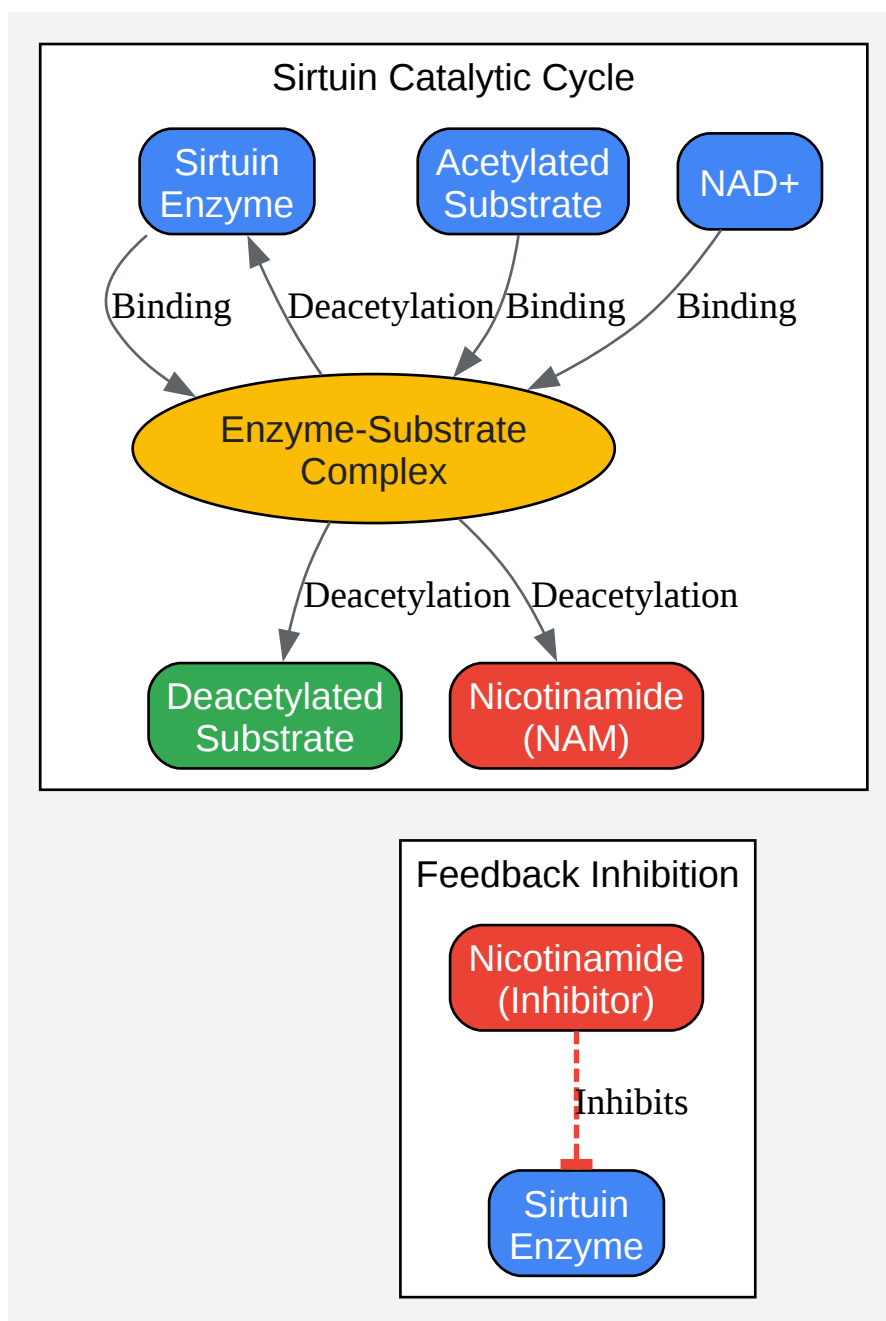 Sirtuin Catalytic Cycle
Sirtuin
Enzyme
Acetylated
Substrate
NAD+
Binding
Deacetylation
Binding
Binding
Enzyme-Substrate
Complex
Deacetylation
Deacetylation
Deacetylated
Substrate
Nicotinamide
(NAM)
Feedback Inhibition
Nicotinamide
(Inhibitor)
Inhibits
Sirtuin
Enzyme